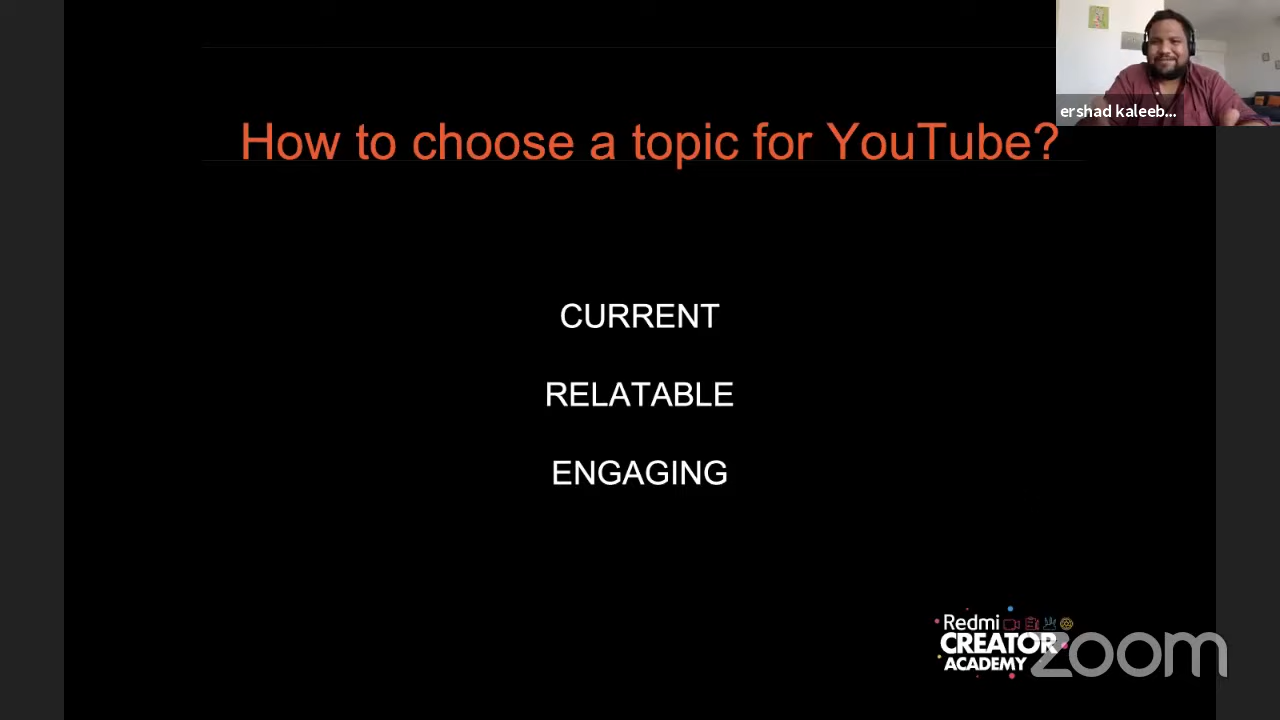 How to choose a topic for YouTube?
ershad kaleeb...
CURRENT
RELATABLE
ENGAGING
Redmi
CREATOR
ACADEMY
zoom